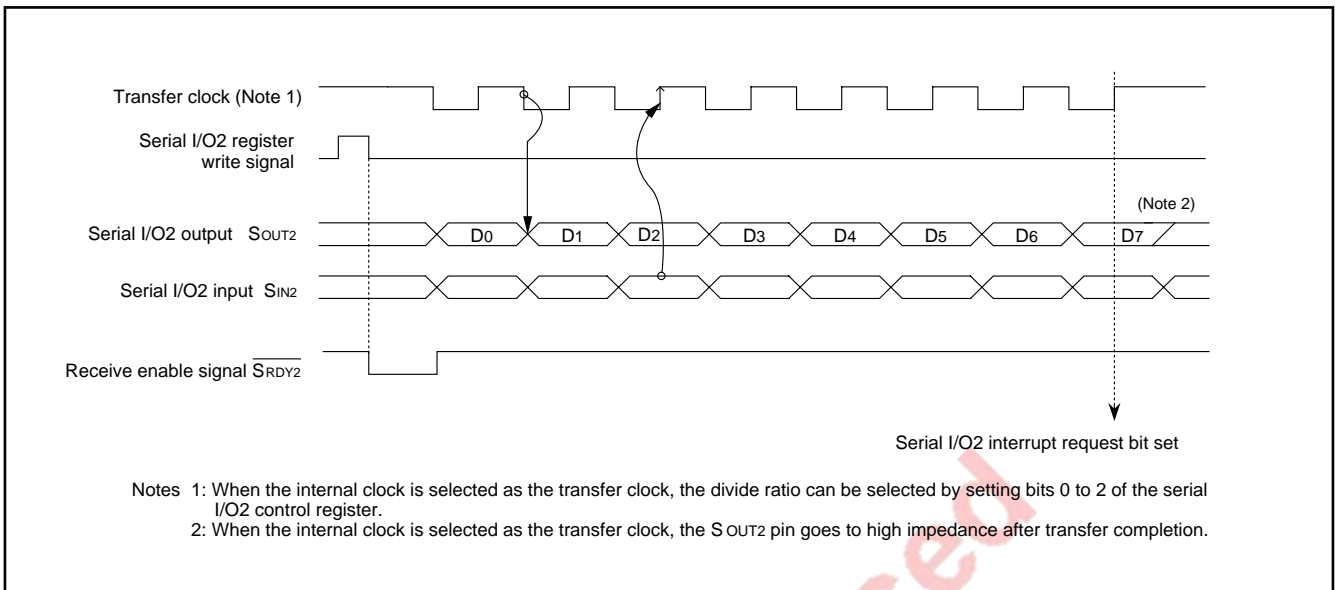 Transfer clock (Note 1)
Serial I/O2 register
write signal
(Note 2)
Serial I/O2 output SOUT2
D0 D1 D2 D3 D4 D5 D6 D7
Serial I/O2 input SIN2
Receive enable signal SRDY2
Serial I/O2 interrupt request bit set
Notes 1: When the internal clock is selected as the transfer clock, the divide ratio can be selected by setting bits 0 to 2 of the serial
I/O2 control register.
2: When the internal clock is selected as the transfer clock, the SOUT2 pin goes to high impedance after transfer completion.